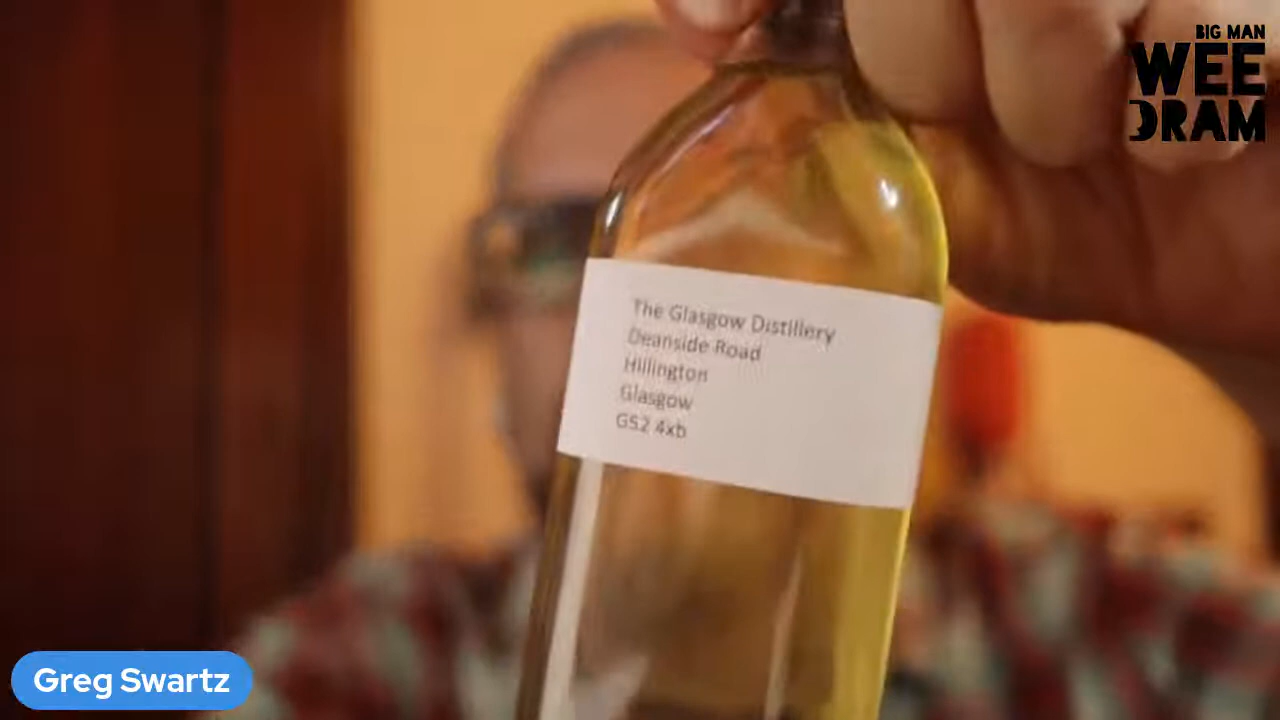 BIG MAN
WEE
DRAM
The Glasgow Distillery
Deanside Road
Hillington
Glasgow
G52 4xb
Greg Swartz